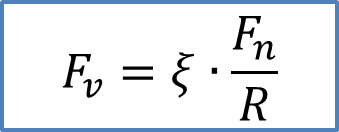 F_v = ξ · F_n / R